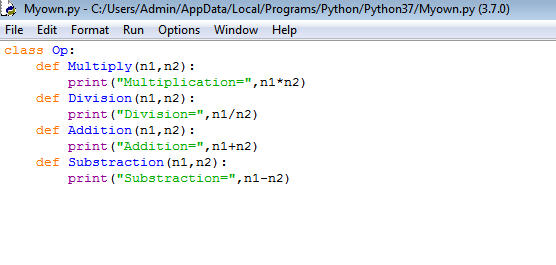 Myown.py - C:/Users/Admin/AppData/Local/Programs/Python/Python37/Myown.py (3.7.0)
File Edit Format Run Options Window Help
class Op:
    def Multiply(n1,n2):
        print("Multiplication=",n1*n2)
    def Division(n1,n2):
        print("Division=",n1/n2)
    def Addition(n1,n2):
        print("Addition=",n1+n2)
    def Substraction(n1,n2):
        print("Substraction=",n1-n2)